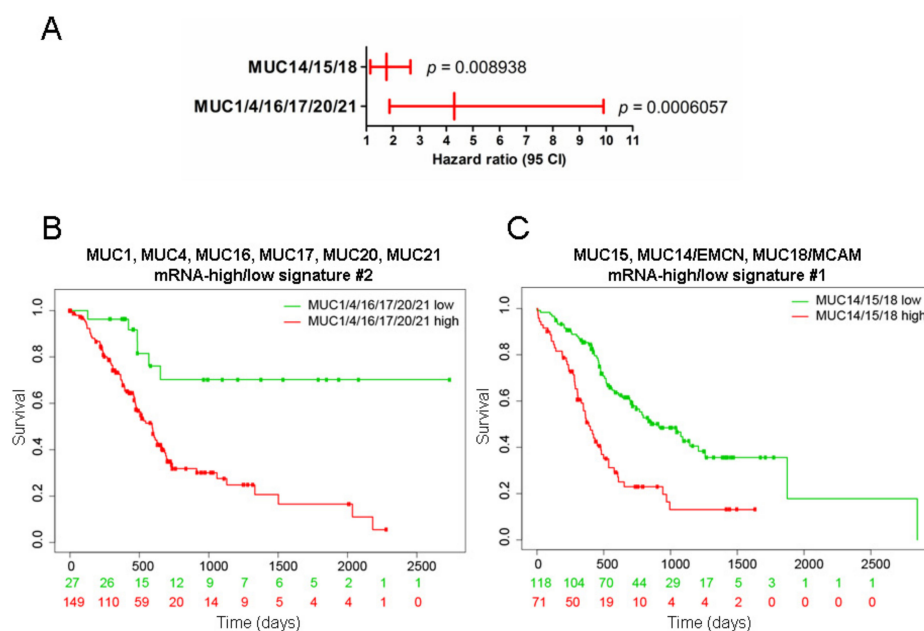 A
MUC14/15/18
p = 0.008938
MUC1/4/16/17/20/21
p = 0.0006057
1 2 3 4 5 6 7 8 9 10 11
Hazard ratio (95 CI)
B
MUC1, MUC4, MUC16, MUC17, MUC20, MUC21
mRNA-high/low signature #2
MUC1/4/16/17/20/21 low
MUC1/4/16/17/20/21 high
Survival
1.0
0.8
0.6
0.4
0.2
0.0
0 500 1000 1500 2000 2500
27 26 15 12 9 7 6 5 2 1 1
149 110 59 20 14 9 5 4 4 1 0
Time (days)
C
MUC15, MUC14/EMCN, MUC18/MCAM
mRNA-high/low signature #1
MUC14/15/18 low
MUC14/15/18 high
Survival
1.0
0.8
0.6
0.4
0.2
0.0
0 500 1000 1500 2000 2500
118 104 70 44 29 17 5 3 1 1 1
71 50 19 10 4 4 2 0 0 0 0
Time (days)